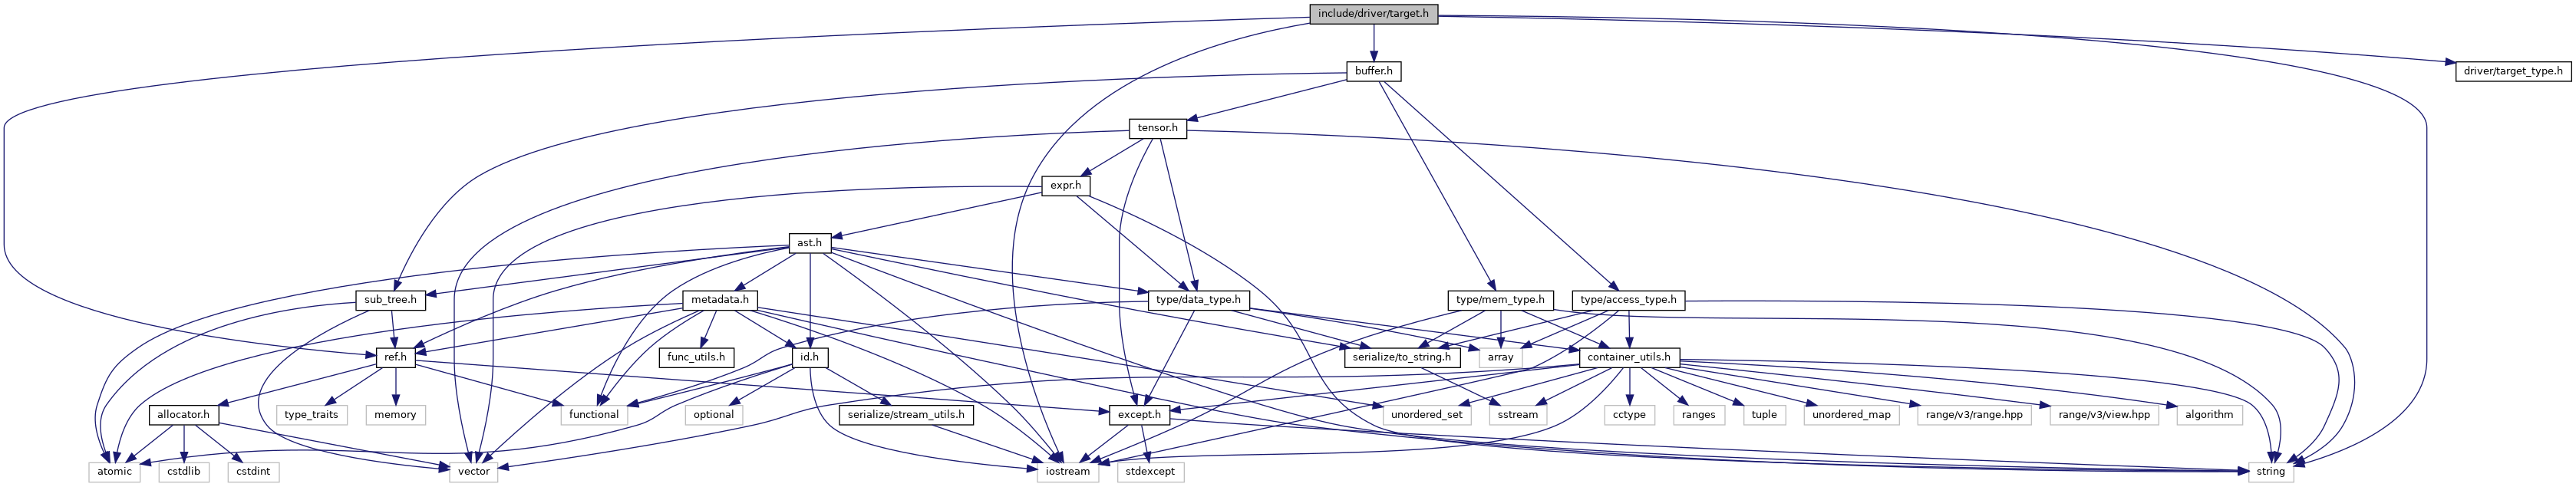 include/driver/target.h
buffer.h
driver/target_type.h
tensor.h
expr.h
ast.h
sub_tree.h
metadata.h
type/data_type.h
type/mem_type.h
type/access_type.h
ref.h
func_utils.h
id.h
serialize/to_string.h
array
container_utils.h
allocator.h
type_traits
memory
functional
optional
serialize/stream_utils.h
except.h
unordered_set
sstream
cctype
ranges
tuple
unordered_map
range/v3/range.hpp
range/v3/view.hpp
algorithm
atomic
cstdlib
cstdint
vector
iostream
stdexcept
string